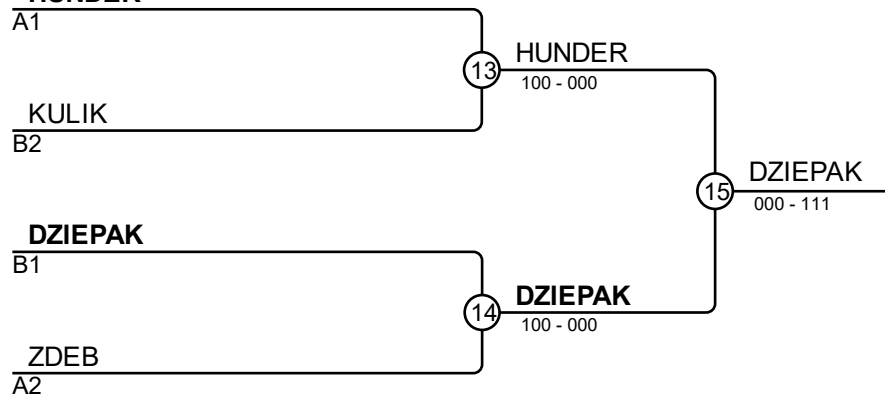 HUNDER
A1
13
HUNDER
100 - 000
KULIK
B2
15
DZIEPAK
000 - 111
DZIEPAK
B1
14
DZIEPAK
100 - 000
ZDEB
A2